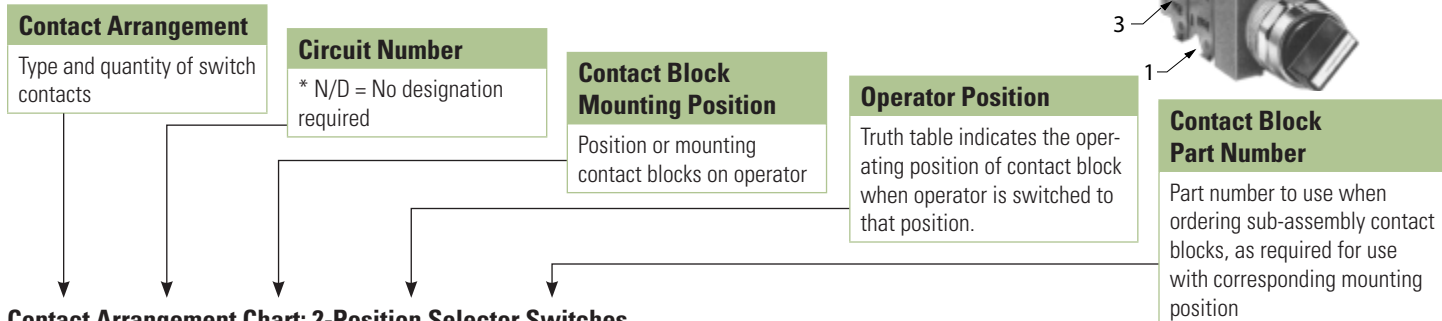 Contact Arrangement
Type and quantity of switch
contacts
Circuit Number
* N/D = No designation
required
Contact Block
Mounting Position
Position or mounting
contact blocks on operator
Operator Position
Truth table indicates the oper-
ating position of contact block
when operator is switched to
that position.
3
1
Contact Block
Part Number
Part number to use when
ordering sub-assembly contact
blocks, as required for use
with corresponding mounting
position
Contact Arrangement Chart: 2-Position Selector Switches